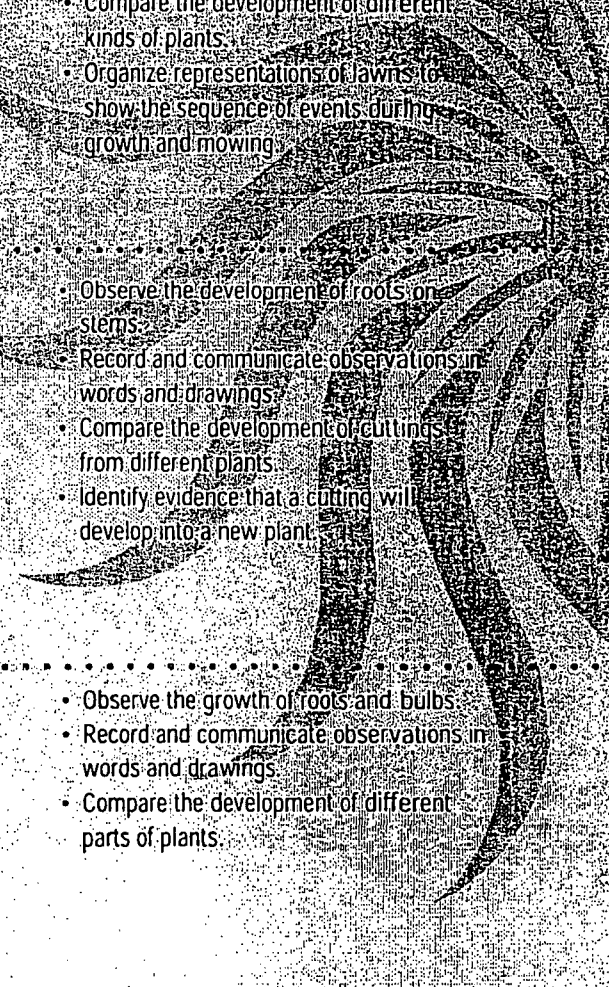 • Compare the development of different
kinds of plants.
• Organize representations of lawns to
show the sequence of events during
growth and mowing.
• Observe the development of roots on
stems.
• Record and communicate observations in
words and drawings.
• Compare the development of cuttings
from different plants.
• Identify evidence that a cutting will
develop into a new plant.
• Observe the growth of roots and bulbs.
• Record and communicate observations in
words and drawings.
• Compare the development of different
parts of plants.